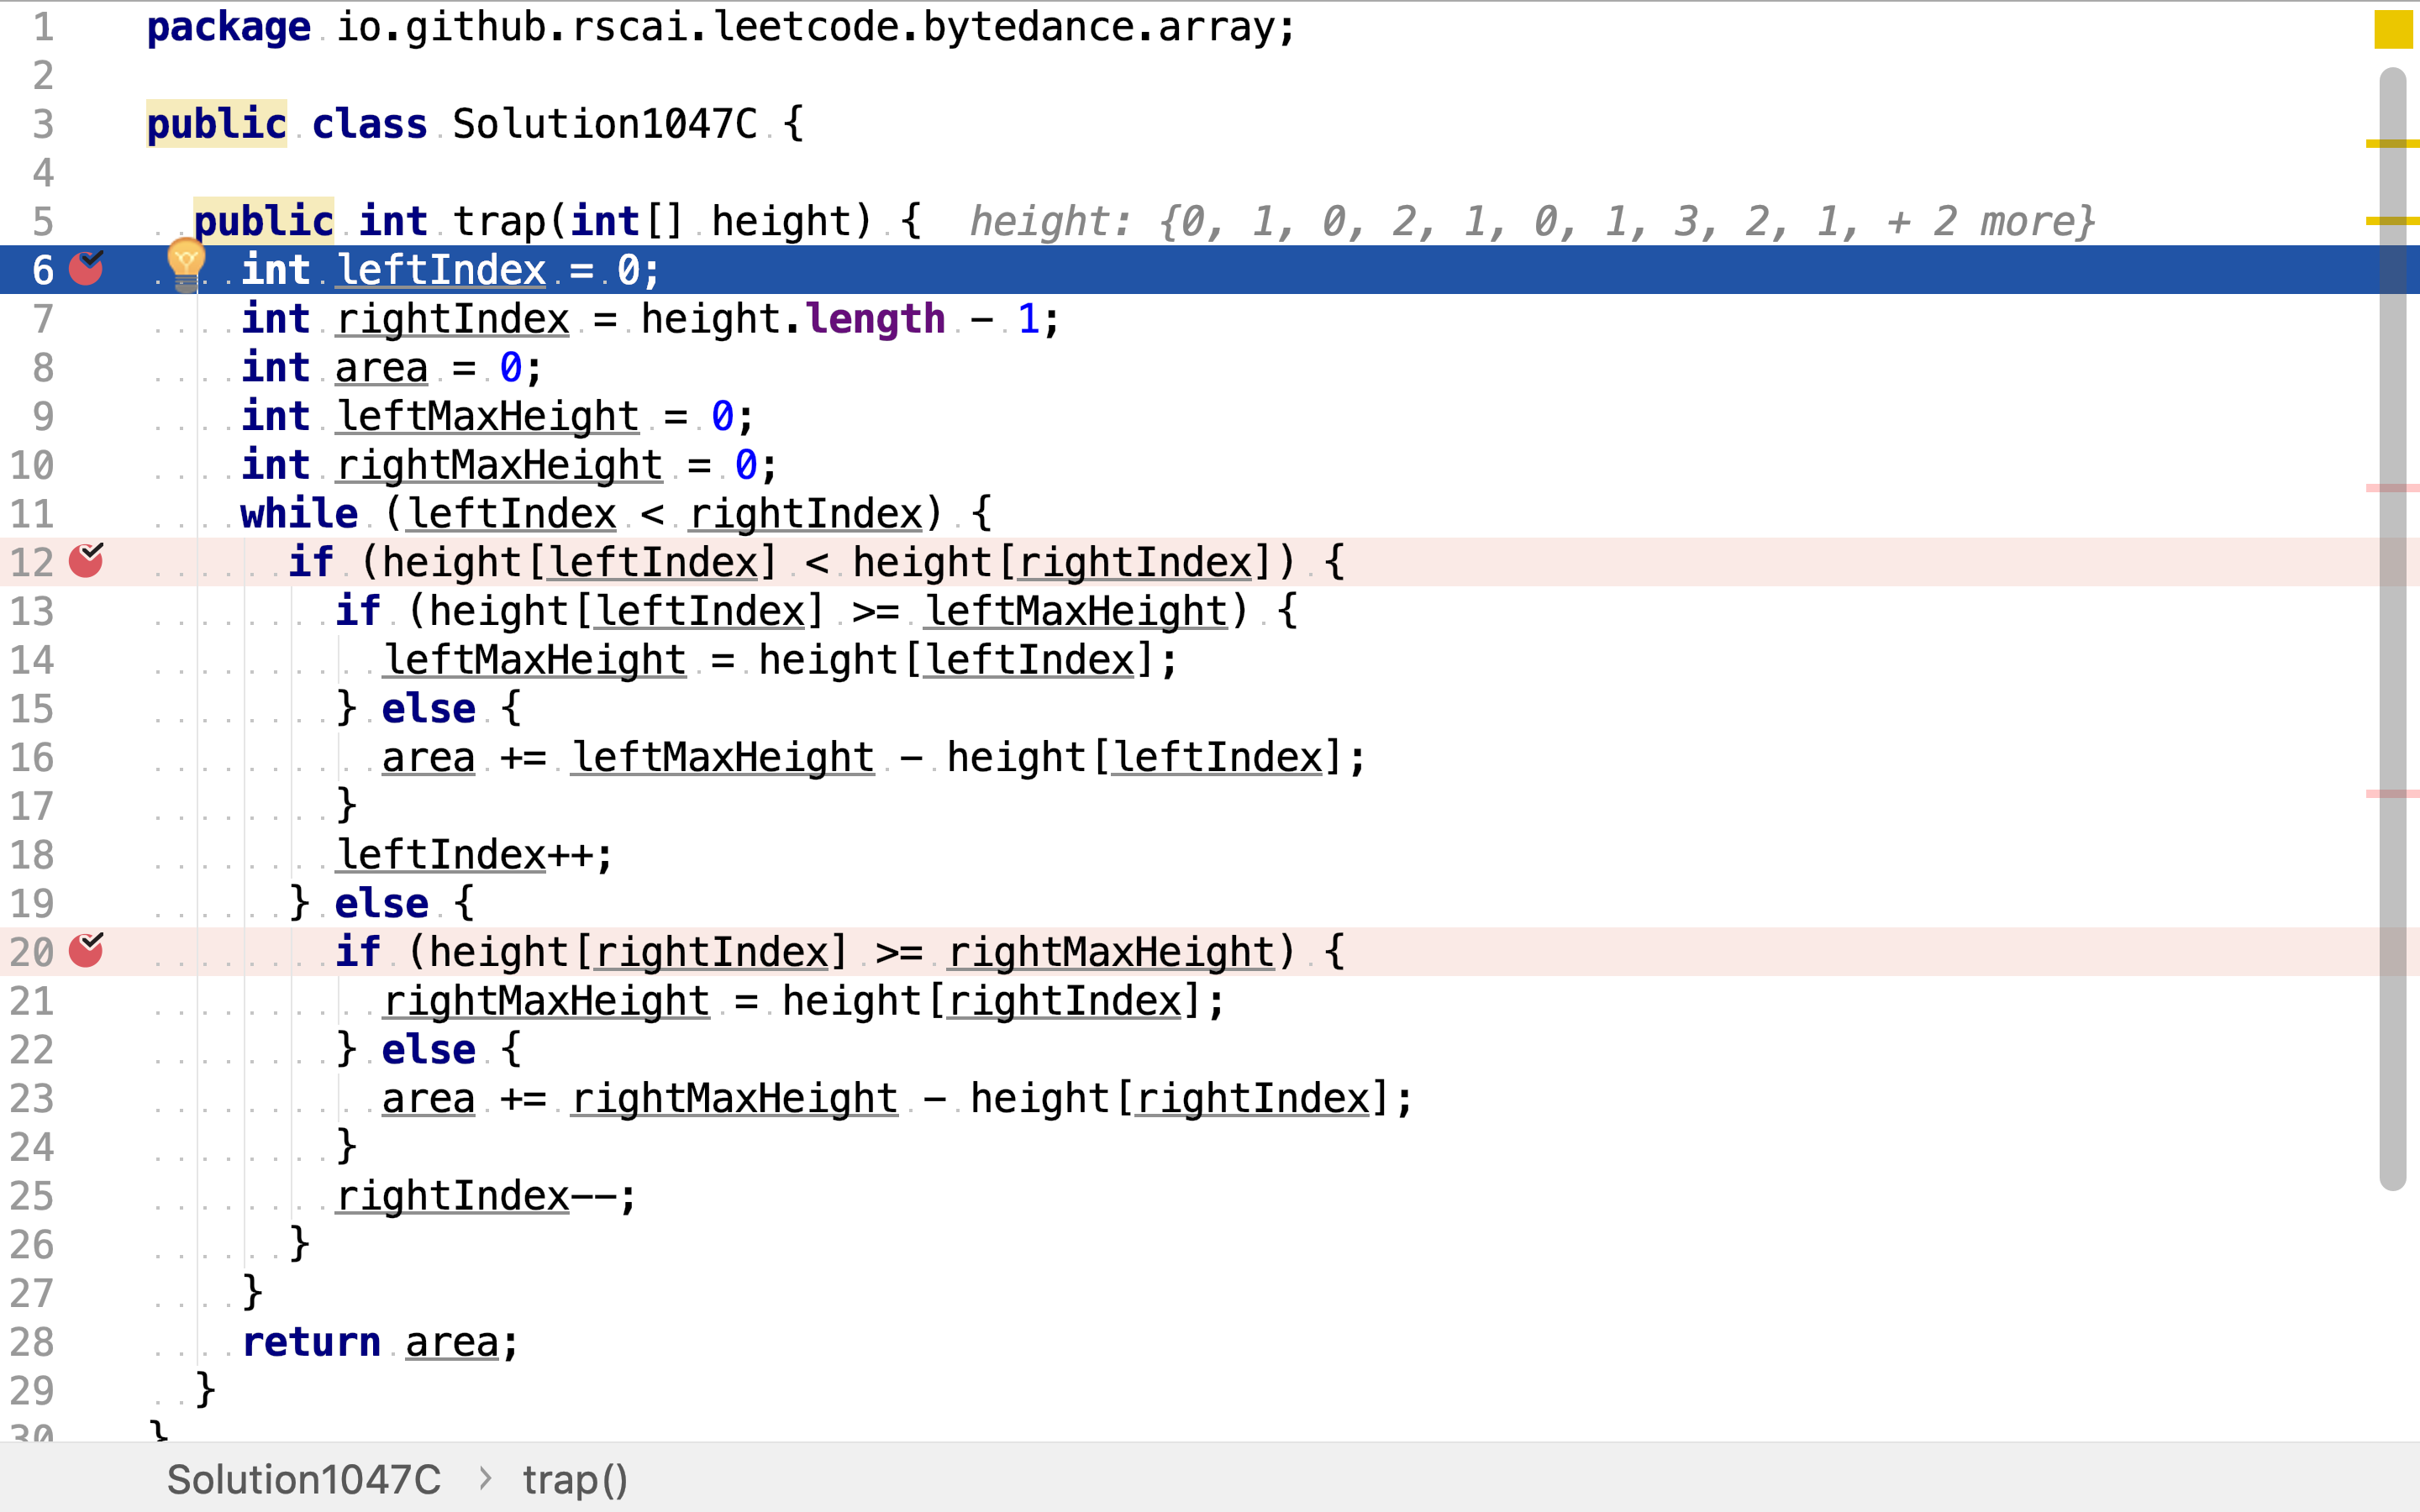 1 package io.github.rscai.leetcode.bytedance.array;
2
3 public class Solution1047C {
4
5 public int trap(int[] height) { height: {0, 1, 0, 2, 1, 0, 1, 3, 2, 1, + 2 more}
6 int leftIndex = 0;
7 int rightIndex = height.length - 1;
8 int area = 0;
9 int leftMaxHeight = 0;
10 int rightMaxHeight = 0;
11 while (leftIndex < rightIndex) {
12 if (height[leftIndex] < height[rightIndex]) {
13 if (height[leftIndex] >= leftMaxHeight) {
14 leftMaxHeight = height[leftIndex];
15 } else {
16 area += leftMaxHeight - height[leftIndex];
17 }
18 leftIndex++;
19 } else {
20 if (height[rightIndex] >= rightMaxHeight) {
21 rightMaxHeight = height[rightIndex];
22 } else {
23 area += rightMaxHeight - height[rightIndex];
24 }
25 rightIndex--;
26 }
27 }
28 return area;
29 }
30 }
Solution1047C > trap()